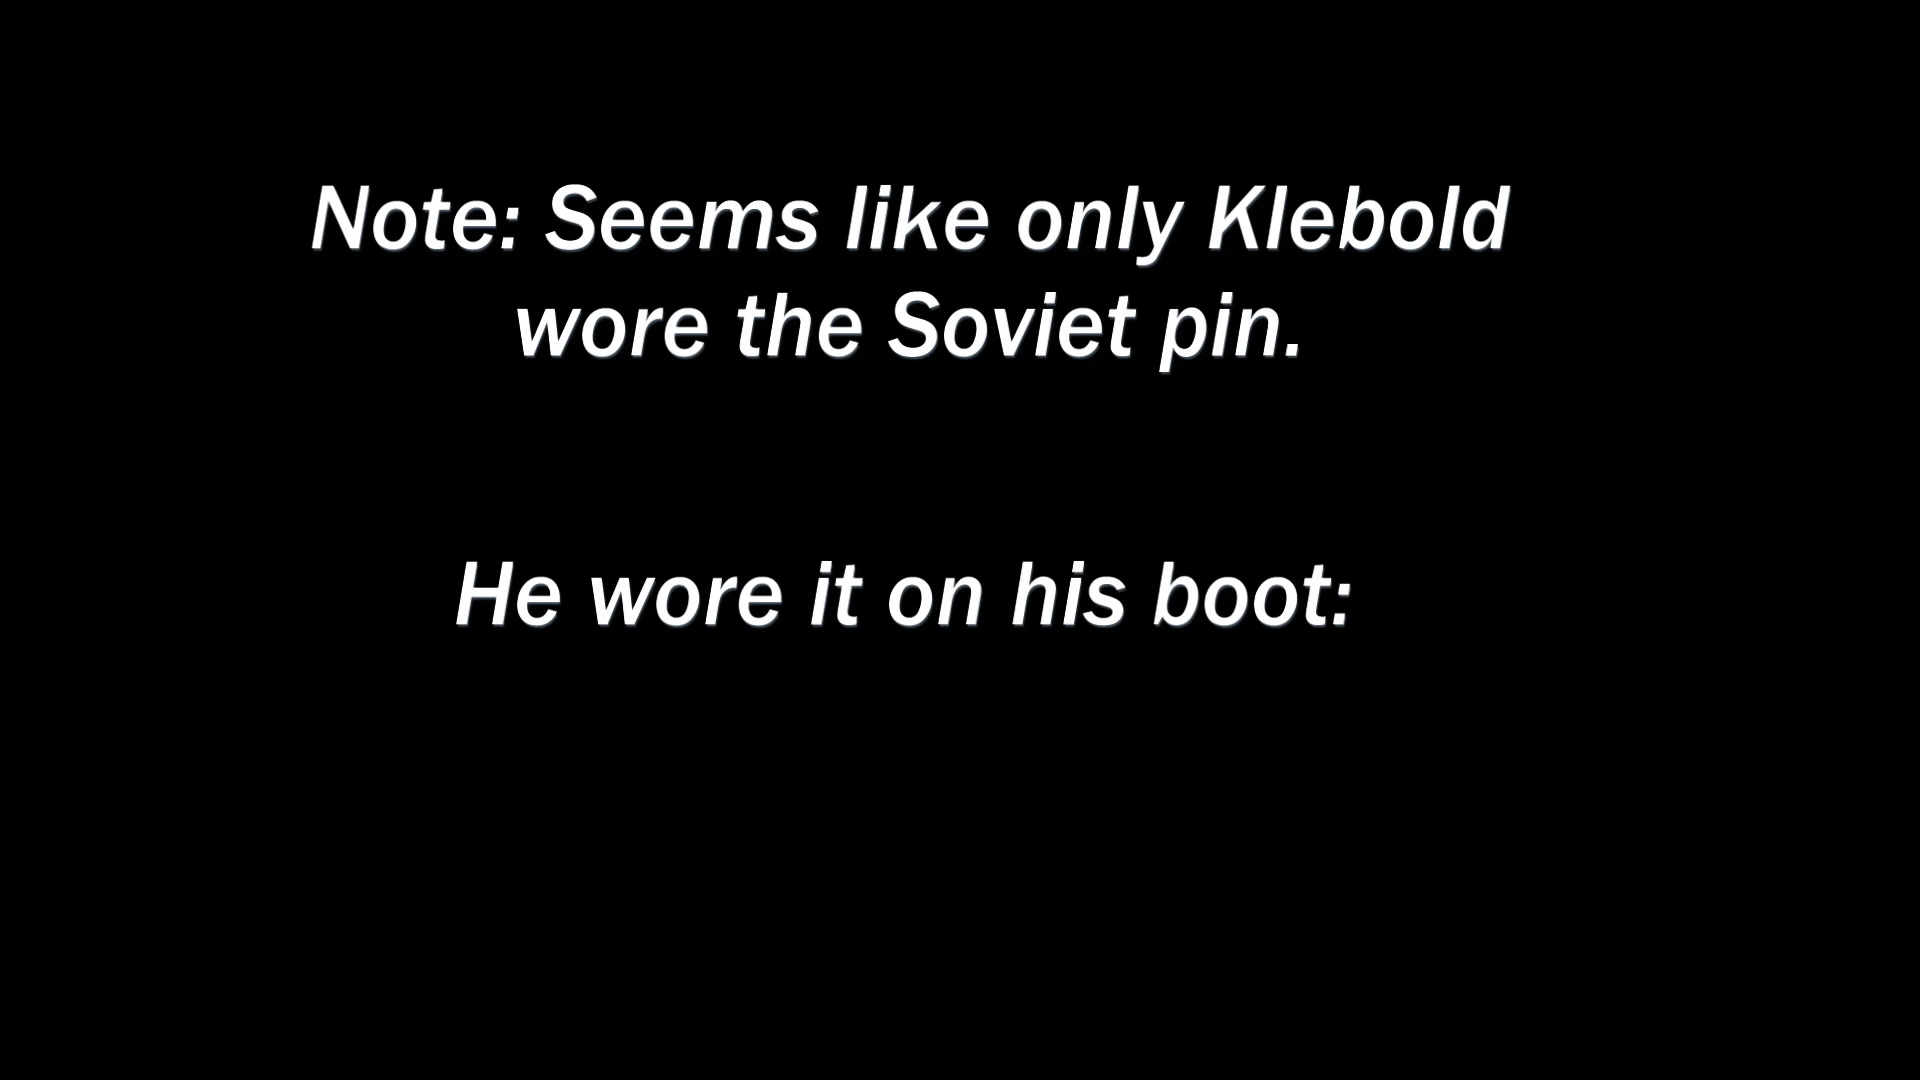 Note: Seems like only Klebold
wore the Soviet pin.
He wore it on his boot: